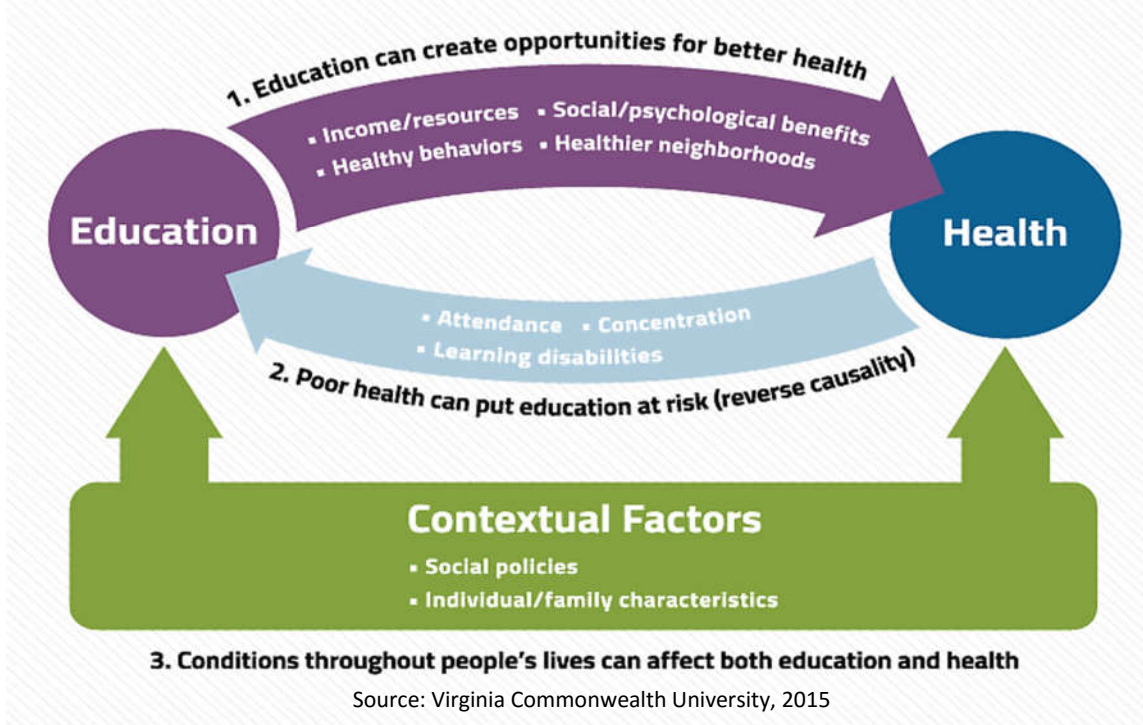 1. Education can create opportunities for better health
▪ Income/resources ▪ Social/psychological benefits
▪ Healthy behaviors ▪ Healthier neighborhoods
Education
Health
▪ Attendance ▪ Concentration
▪ Learning disabilities
2. Poor health can put education at risk (reverse causality)
Contextual Factors
▪ Social policies
▪ Individual/family characteristics
3. Conditions throughout people's lives can affect both education and health
Source: Virginia Commonwealth University, 2015